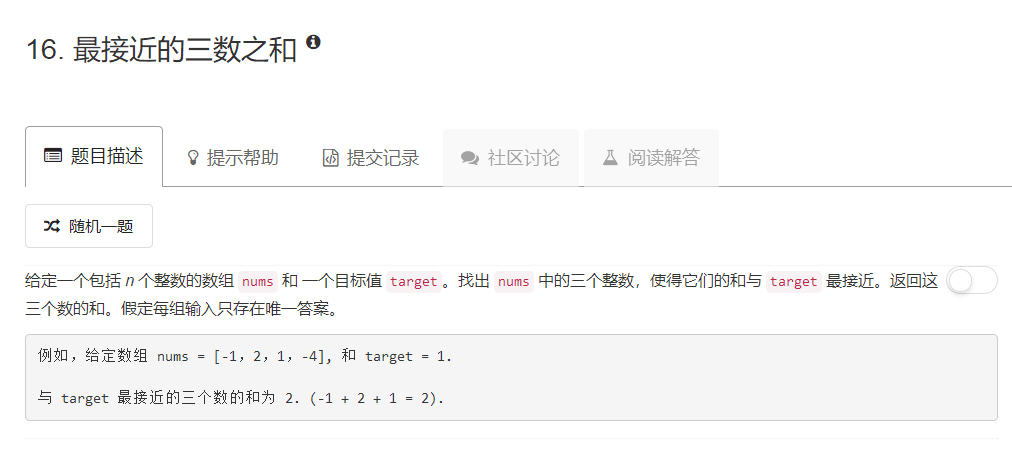 16. 最接近的三数之和
题目描述
提示帮助
提交记录
社区讨论
阅读解答
随机一题
给定一个包括 n 个整数的数组 nums 和 一个目标值 target。找出 nums 中的三个整数，使得它们的和与 target 最接近。返回这
三个数的和。假定每组输入只存在唯一答案。
例如，给定数组 nums = [-1，2，1，-4], 和 target = 1.
与 target 最接近的三个数的和为 2. (-1 + 2 + 1 = 2).